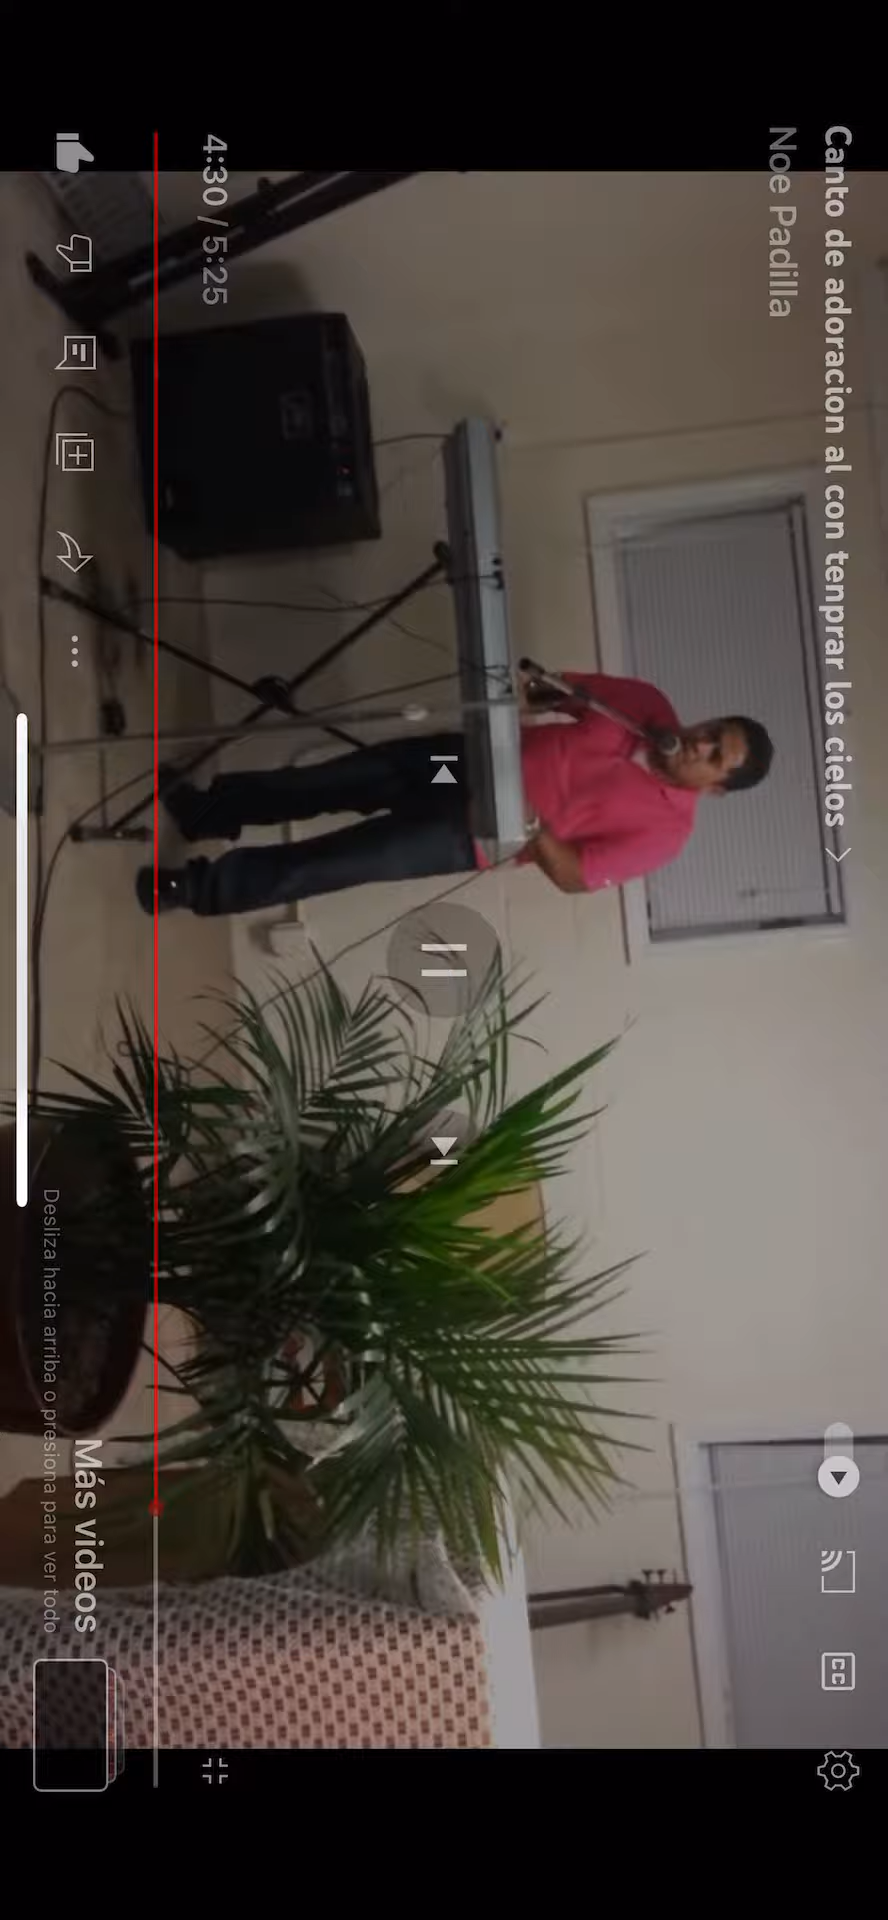 Canto de adoracion al con tenprar los cielos
Noe Padilla
4:30 / 5:25
Más videos
Desliza hacia arriba o presiona para ver todo
CC